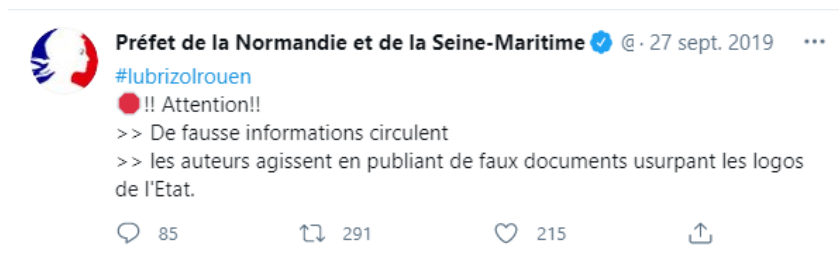 Préfet de la Normandie et de la Seine-Maritime @ · 27 sept. 2019 ...
#lubrizolrouen
!! Attention!!
>> De fausse informations circulent
>> les auteurs agissent en publiant de faux documents usurpant les logos
de l'Etat.
85 291 215